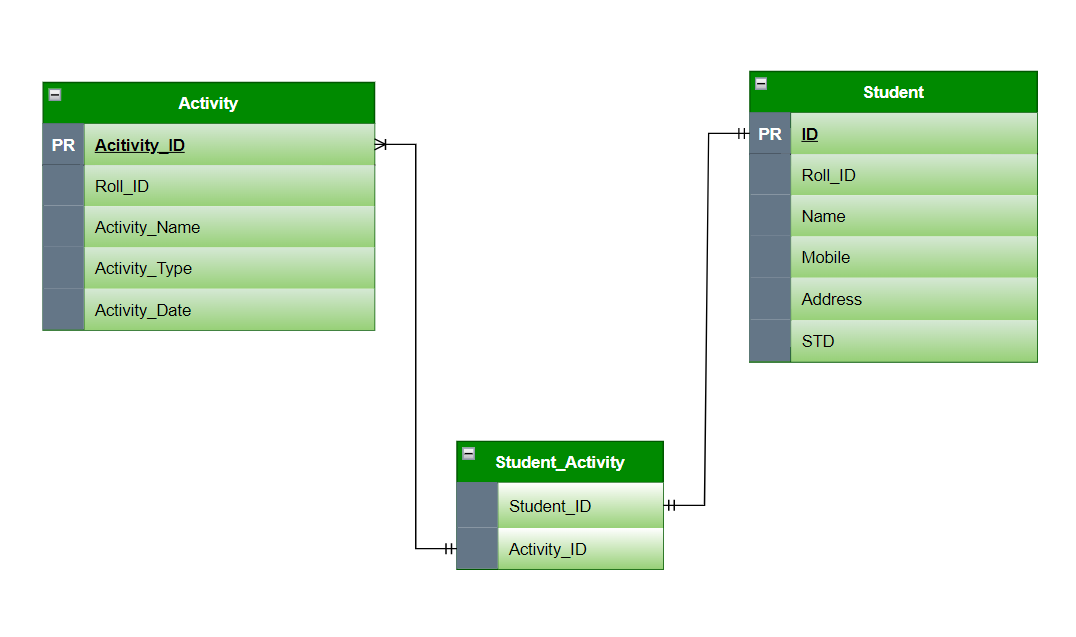 Activity
PR Acitivity_ID
Roll_ID
Activity_Name
Activity_Type
Activity_Date
Student
PR ID
Roll_ID
Name
Mobile
Address
STD
Student_Activity
Student_ID
Activity_ID